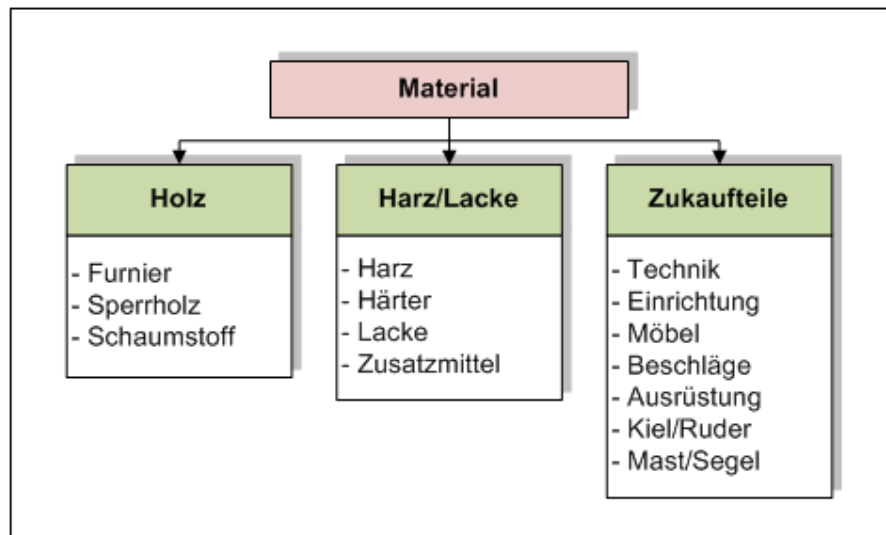 Material
Holz
- Furnier
- Sperrholz
- Schaumstoff
Harz/Lacke
- Harz
- Härter
- Lacke
- Zusatzmittel
Zukaufteile
- Technik
- Einrichtung
- Möbel
- Beschläge
- Ausrüstung
- Kiel/Ruder
- Mast/Segel